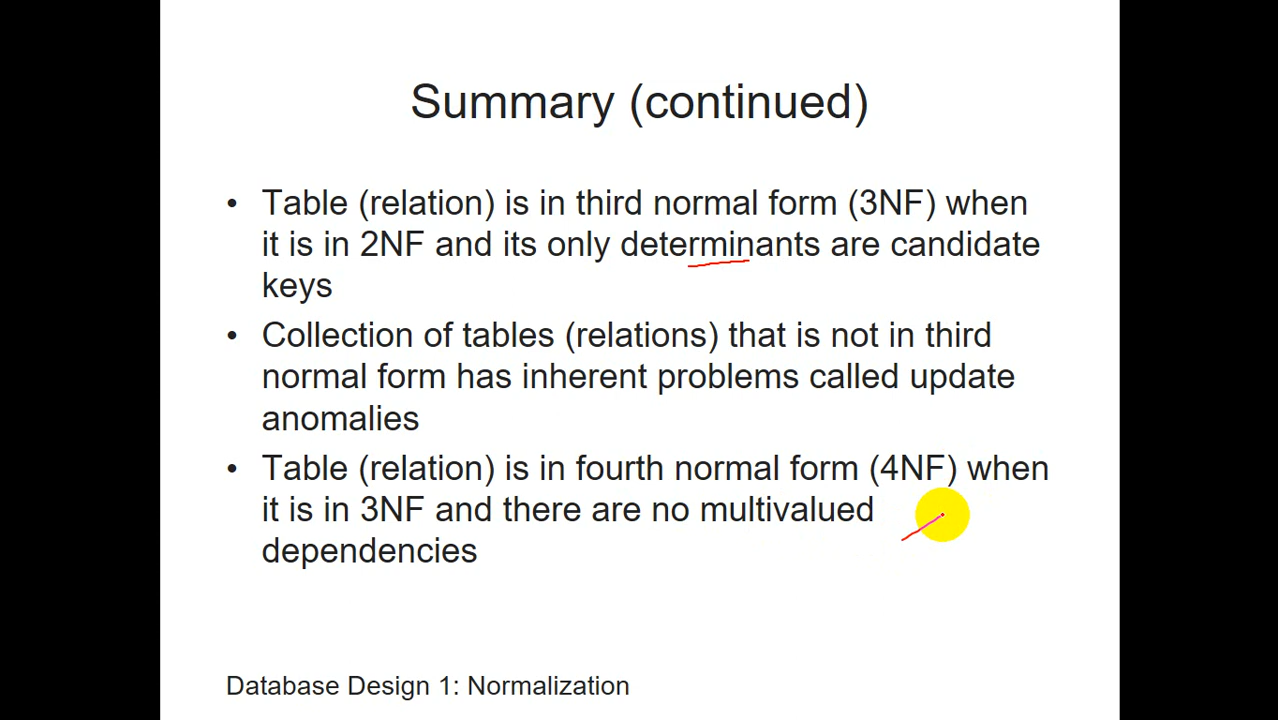 Summary (continued)
• Table (relation) is in third normal form (3NF) when
it is in 2NF and its only determinants are candidate
keys
• Collection of tables (relations) that is not in third
normal form has inherent problems called update
anomalies
• Table (relation) is in fourth normal form (4NF) when
it is in 3NF and there are no multivalued
dependencies
Database Design 1: Normalization